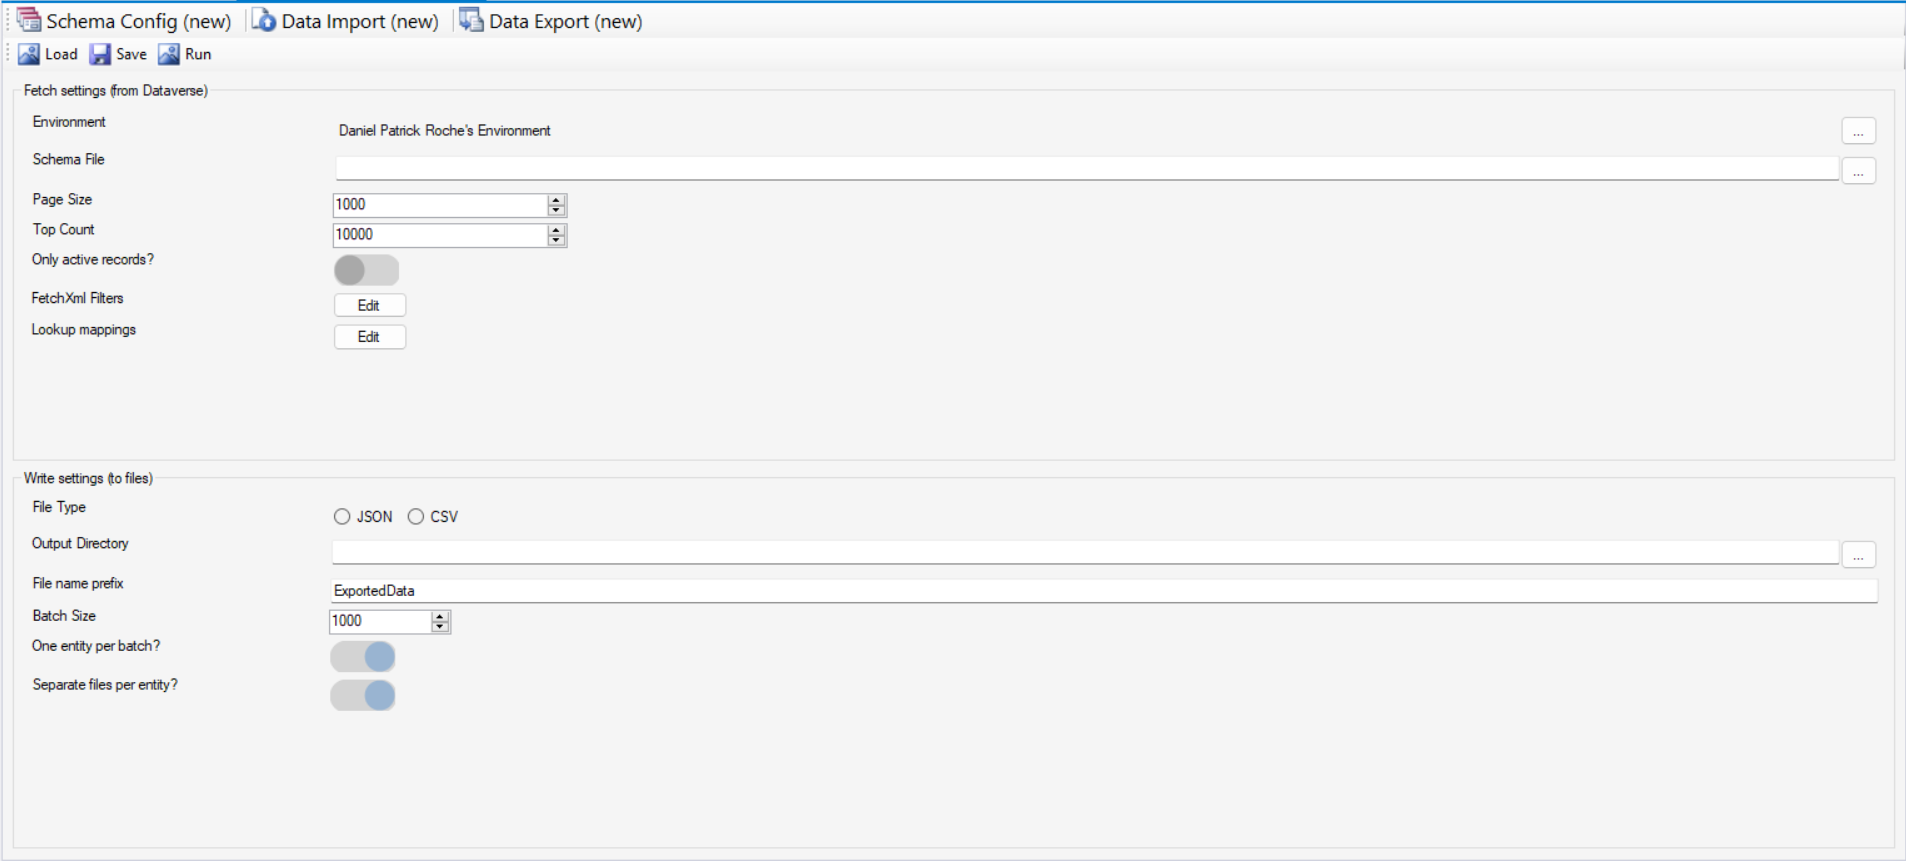 Schema Config (new) Data Import (new) Data Export (new)
Load Save Run
Fetch settings (from Dataverse)
Environment Daniel Patrick Roche's Environment ...
Schema File ...
Page Size 1000
Top Count 10000
Only active records?
FetchXml Filters Edit
Lookup mappings Edit
Write settings (to files)
File Type JSON CSV
Output Directory ...
File name prefix ExportedData
Batch Size 1000
One entity per batch?
Separate files per entity?